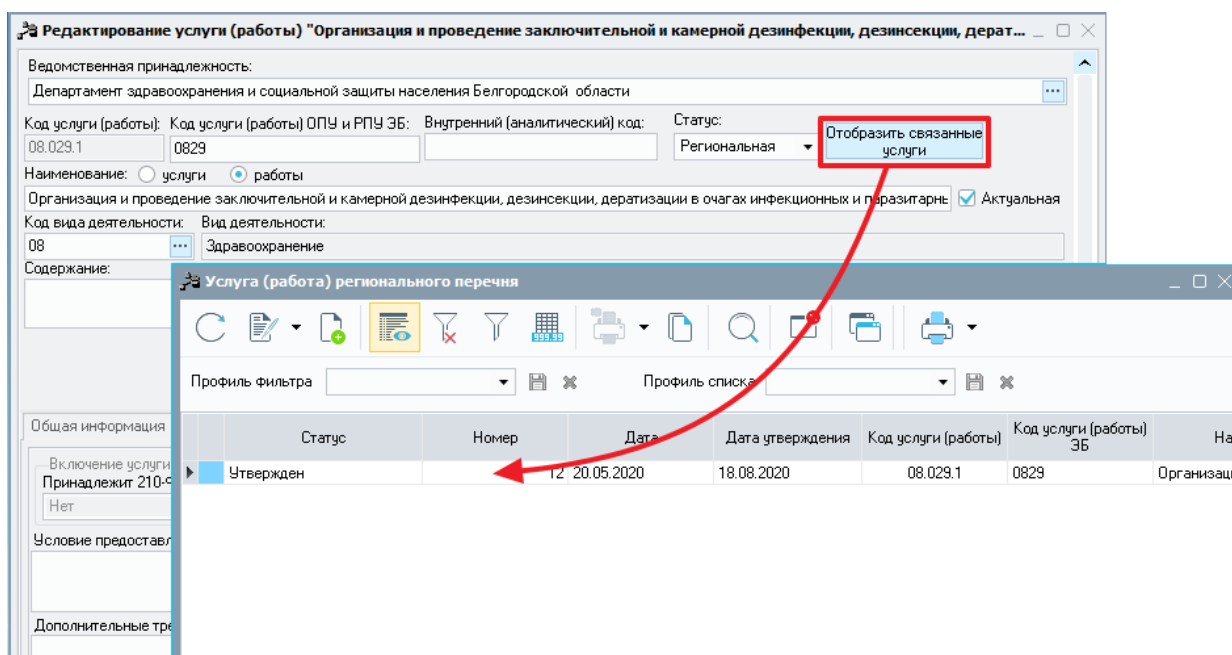 Редактирование услуги (работы) "Организация и проведение заключительной и камерной дезинфекции, дезинсекции, дерат...
Ведомственная принадлежность:
Департамент здравоохранения и социальной защиты населения Белгородской области
Код услуги (работы): Код услуги (работы) ОПУ и РПУ ЭБ: Внутренний (аналитический) код: Статус:
08.029.1 0829 Региональная
Отобразить связанные
услуги
Наименование: услуги работы
Организация и проведение заключительной и камерной дезинфекции, дезинсекции, дератизации в очагах инфекционных и паразитарнь Актуальная
Код вида деятельности: Вид деятельности:
08 Здравоохранение
Содержание:
Услуга (работа) регионального перечня
999.99
Профиль фильтра Профиль списка
Общая информация
Статус Номер Дата Дата утверждения Код услуги (работы) Код услуги (работы) ЭБ На
Утвержден 12 20.05.2020 18.08.2020 08.029.1 0829 Организаци
Включение услуги
Принадлежит 210-Ф
Нет
Условие предоставл
Дополнительные тре